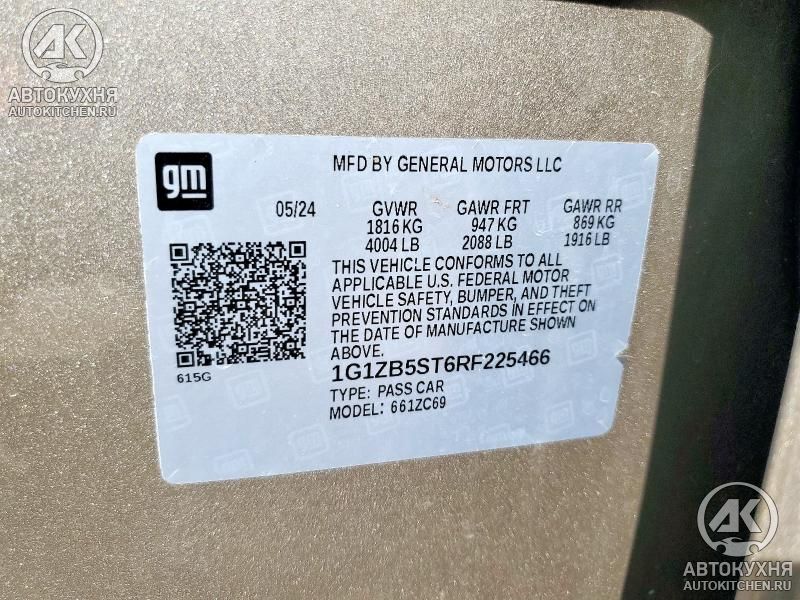 AK
АВТОКУХНЯ
AUTOKITCHEN.RU
gm
MFD BY GENERAL MOTORS LLC
05/24 GVWR GAWR FRT GAWR RR
1816 KG 947 KG 869 KG
4004 LB 2088 LB 1916 LB
THIS VEHICLE CONFORMS TO ALL
APPLICABLE U.S. FEDERAL MOTOR
VEHICLE SAFETY, BUMPER, AND THEFT
PREVENTION STANDARDS IN EFFECT ON
THE DATE OF MANUFACTURE SHOWN
ABOVE.
615G
1G1ZB5ST6RF225466
TYPE: PASS CAR
MODEL: 661ZC69
AK
АВТОКУХНЯ
AUTOKITCHEN.RU